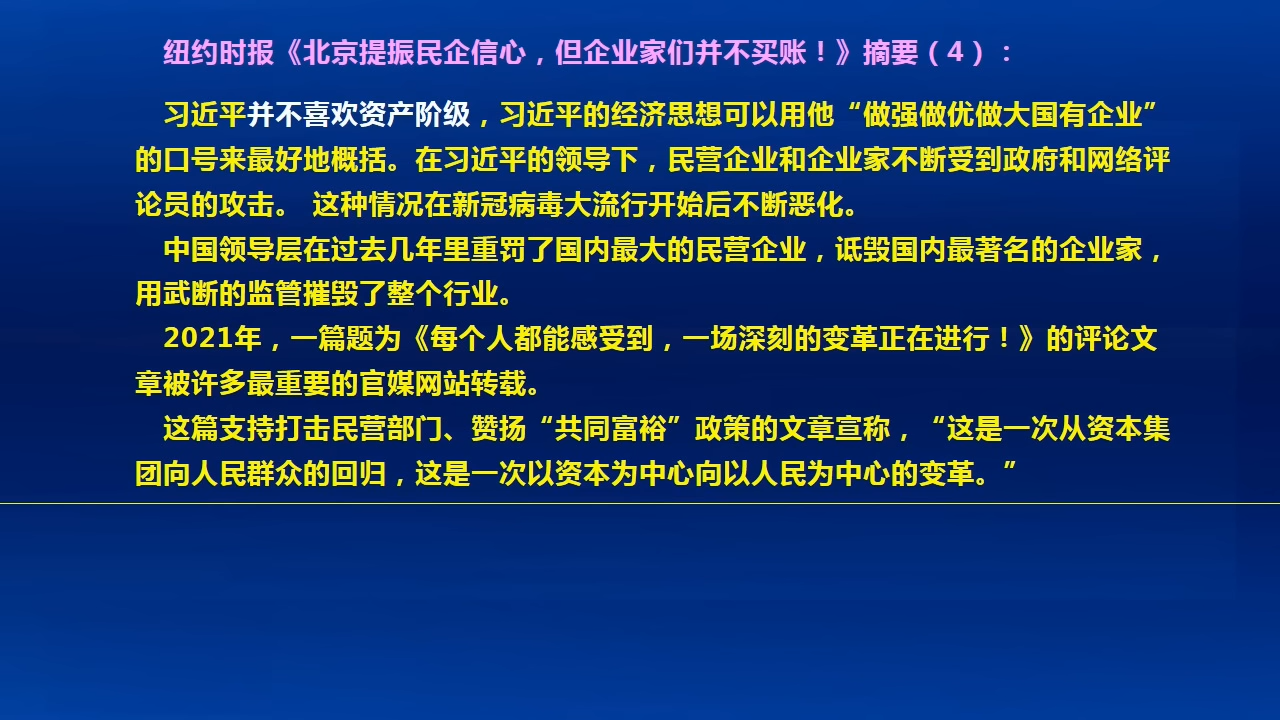 纽约时报《北京提振民企信心，但企业家们并不买账！》摘要（4）：
习近平并不喜欢资产阶级，习近平的经济思想可以用他“做强做优做大国有企业”
的口号来最好地概括。在习近平的领导下，民营企业和企业家不断受到政府和网络评
论员的攻击。 这种情况在新冠病毒大流行开始后不断恶化。
中国领导层在过去几年里重罚了国内最大的民营企业，诋毁国内最著名的企业家，
用武断的监管摧毁了整个行业。
2021年，一篇题为《每个人都能感受到，一场深刻的变革正在进行！》的评论文
章被许多最重要的官媒网站转载。
这篇支持打击民营部门、赞扬“共同富裕”政策的文章宣称，“这是一次从资本集
团向人民群众的回归，这是一次以资本为中心向以人民为中心的变革。”